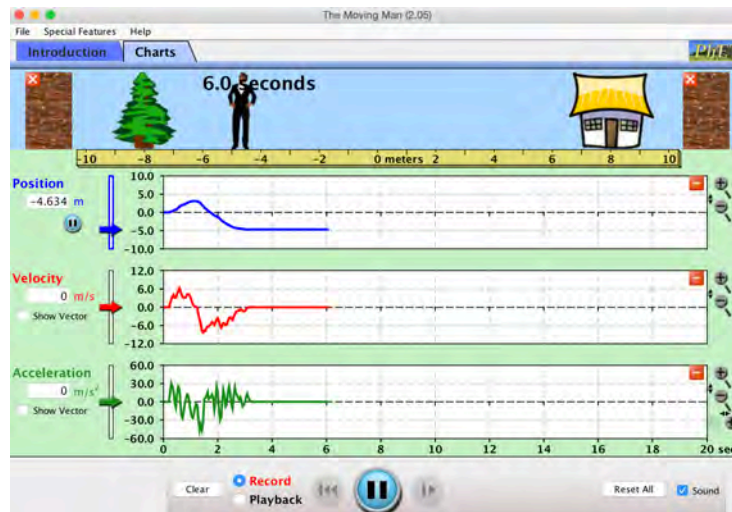 The Moving Man (2.05)
File Special Features Help
Introduction Charts
PhET
6.0 seconds
-10 -8 -6 -4 -2 0 meters 2 4 6 8 10
Position
-4.634 m
10.0
5.0
0.0
-5.0
-10.0
Velocity
0 m/s
Show Vector
12.0
6.0
0.0
-6.0
-12.0
Acceleration
0 m/s²
Show Vector
60.0
30.0
0.0
-30.0
-60.0
0 2 4 6 8 10 12 14 16 18 20 sec
Clear Record Playback Reset All Sound